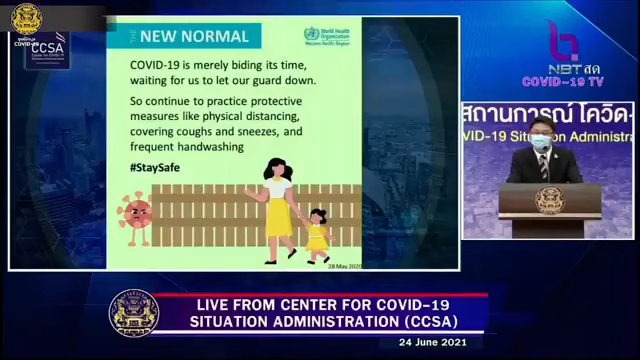 CCSA
COVID-19
THE NEW NORMAL
World Health
Organization
Western Pacific Region
COVID-19 is merely biding its time,
waiting for us to let our guard down.
So continue to practice protective
measures like physical distancing,
covering coughs and sneezes, and
frequent handwashing
#StaySafe
28 May 2020
NBT สด
COVID-19 TV
สถานการณ์ โควิด-
VID-19 Situation Administra
LIVE FROM CENTER FOR COVID-19
SITUATION ADMINISTRATION (CCSA)
24 June 2021